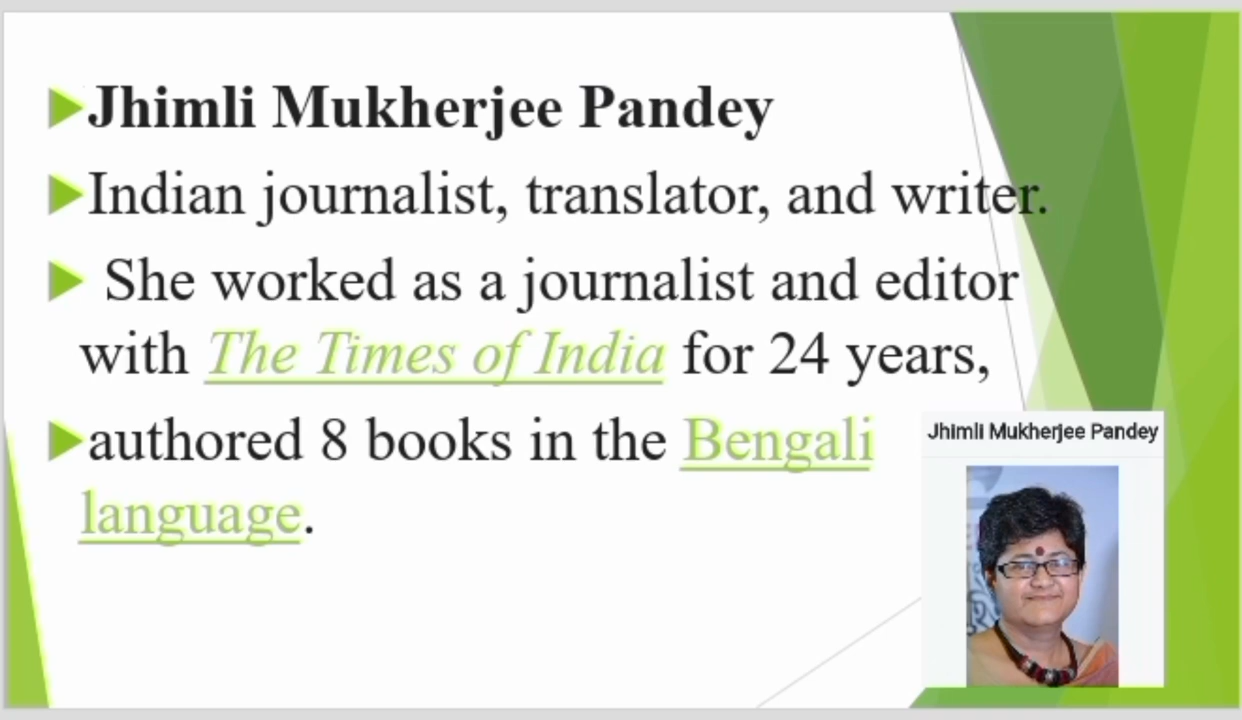 Jhimli Mukherjee Pandey
Indian journalist, translator, and writer.
She worked as a journalist and editor
with The Times of India for 24 years,
authored 8 books in the Bengali
language.
Jhimli Mukherjee Pandey